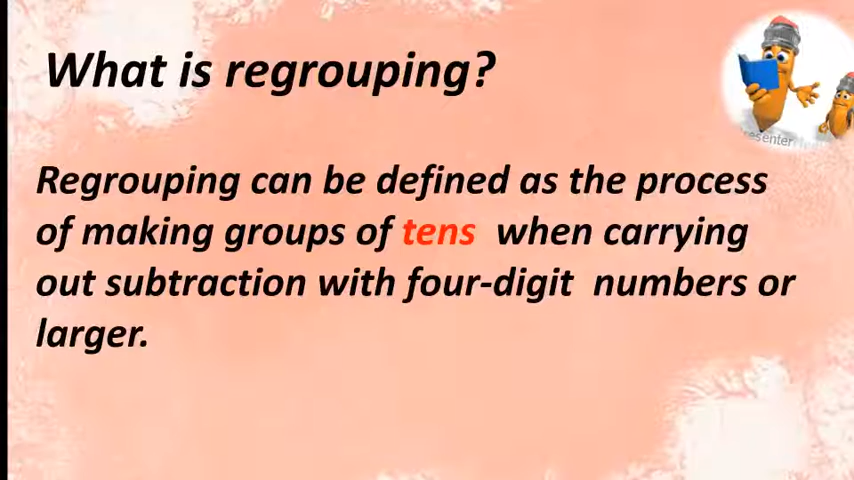 What is regrouping?
Regrouping can be defined as the process
of making groups of tens when carrying
out subtraction with four-digit numbers or
larger.
resenter